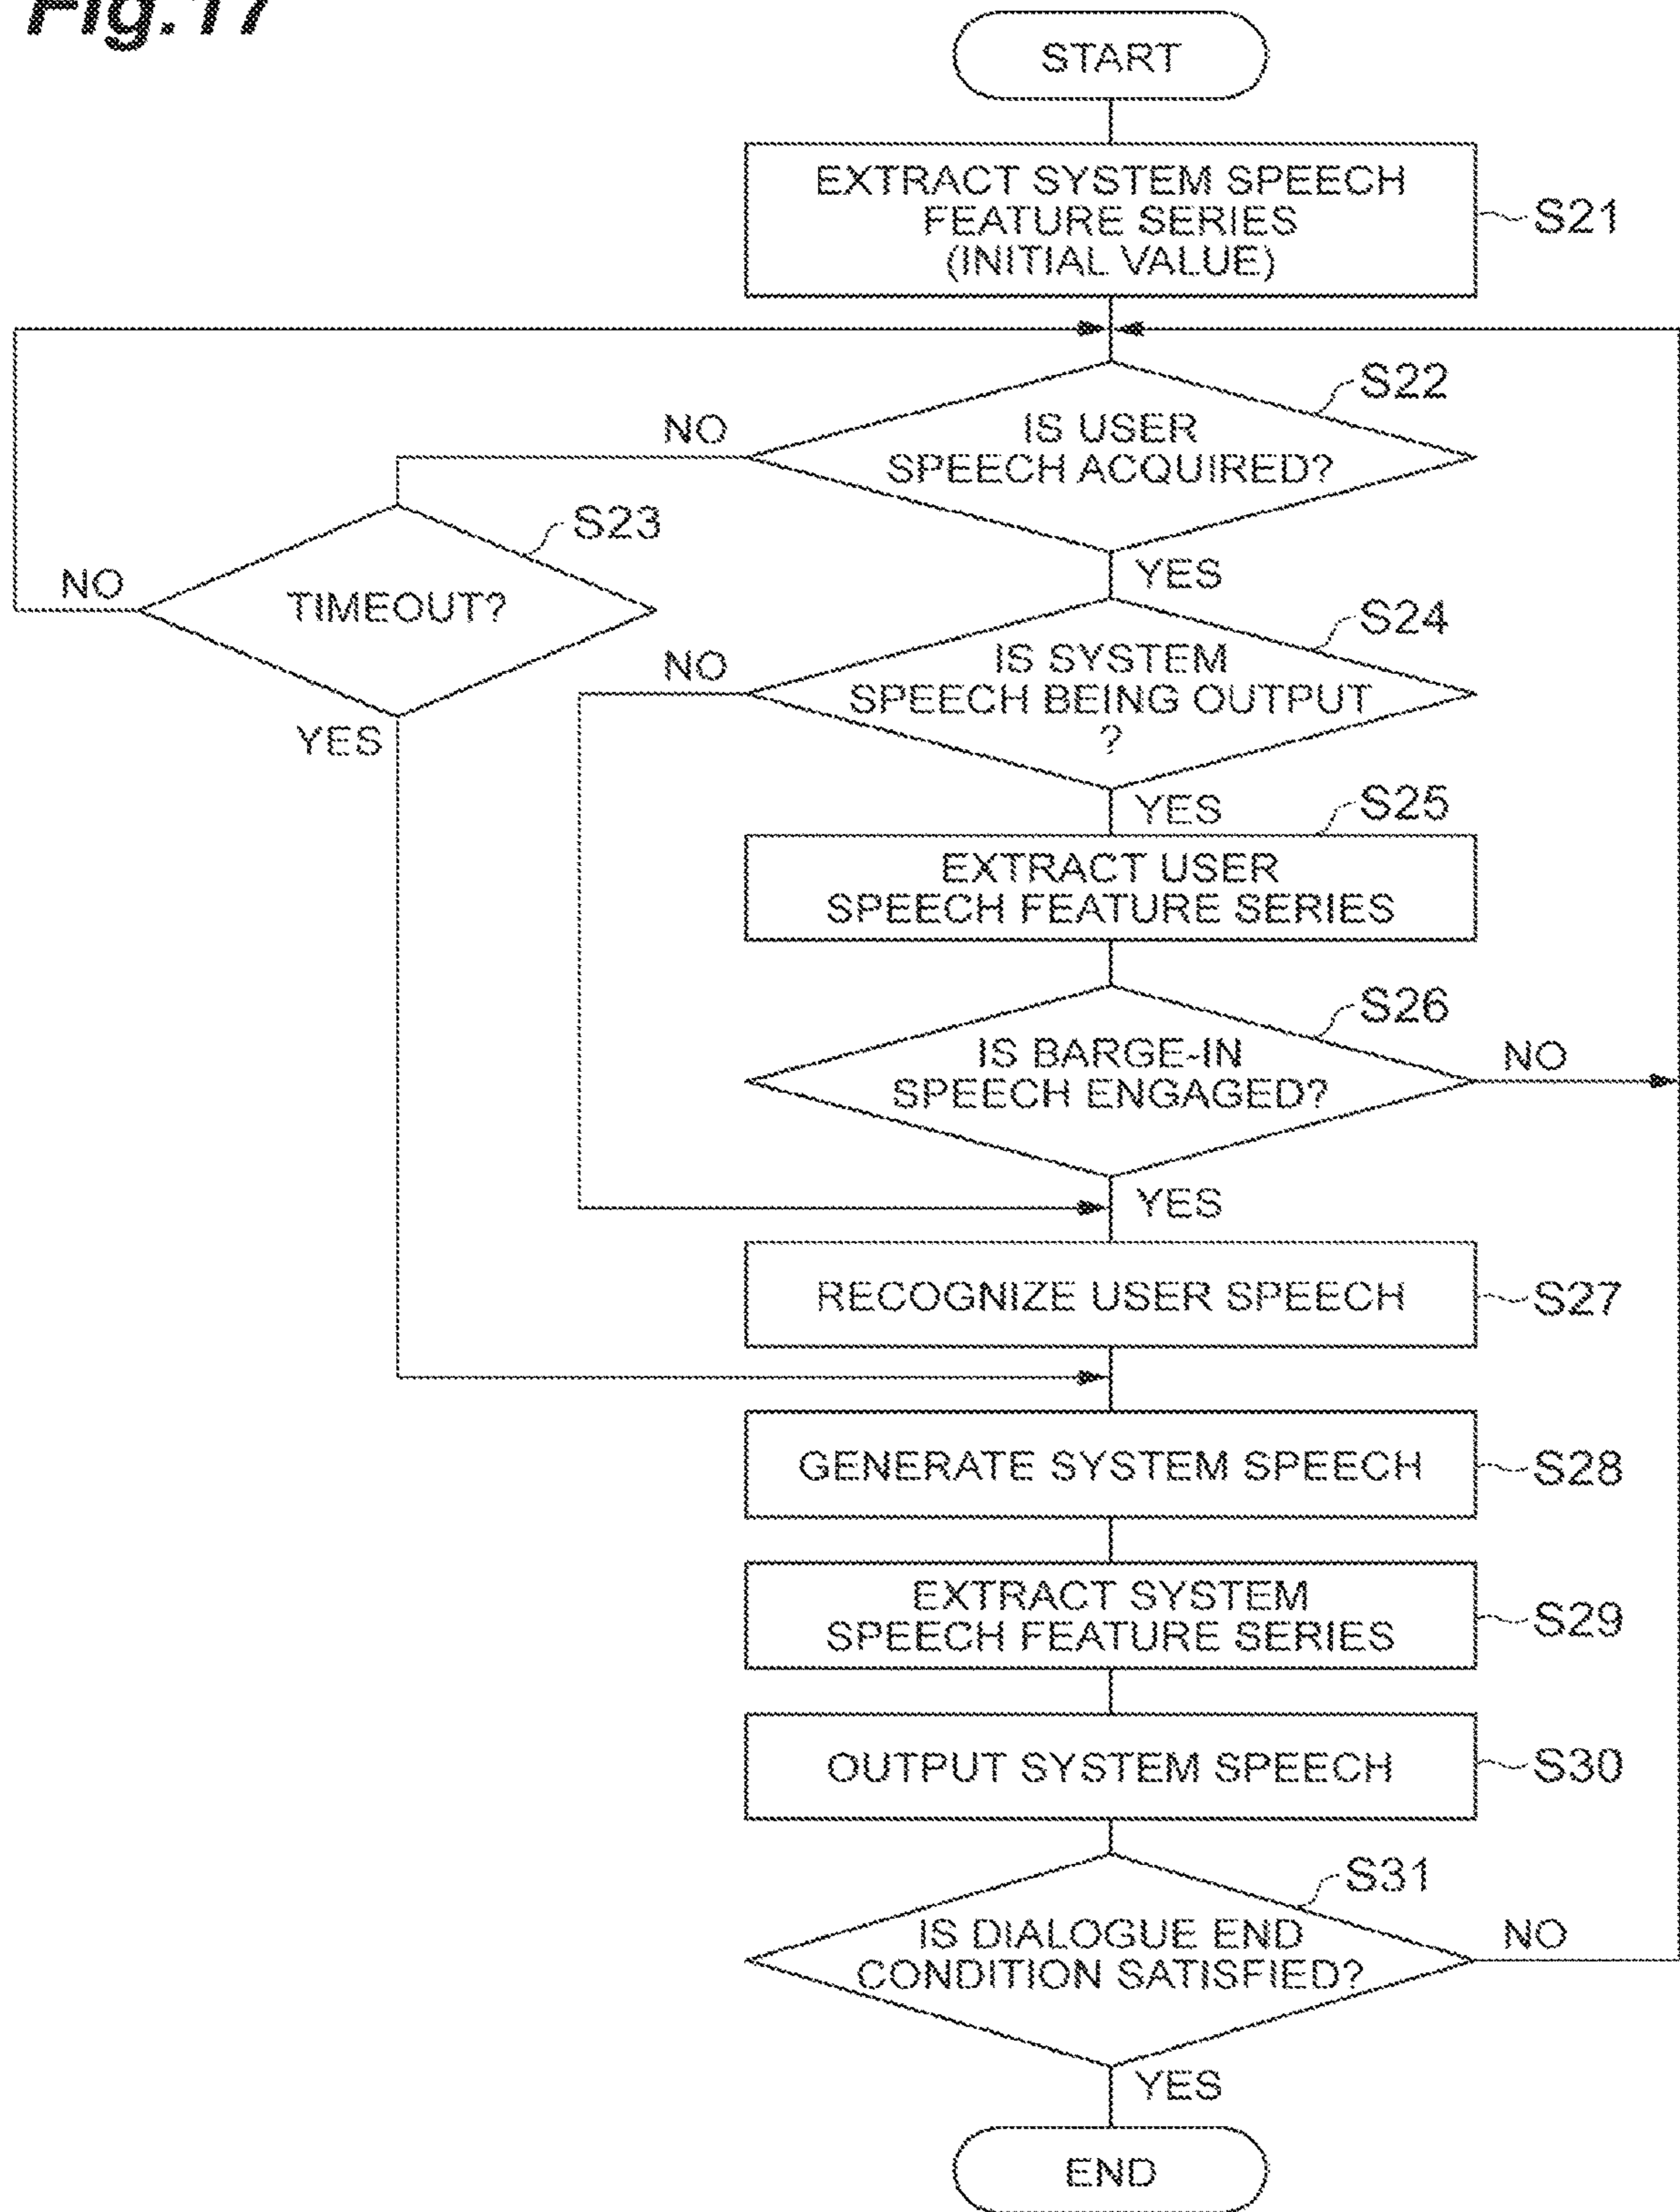 Fig.17
START
EXTRACT SYSTEM SPEECH
FEATURE SERIES
(INITIAL VALUE)
S21
S22
NO
IS USER
SPEECH ACQUIRED?
S23
NO
TIMEOUT?
YES
YES
S24
NO
IS SYSTEM
SPEECH BEING OUTPUT
?
YES
S25
EXTRACT USER
SPEECH FEATURE SERIES
S26
IS BARGE-IN
SPEECH ENGAGED?
NO
YES
RECOGNIZE USER SPEECH
S27
GENERATE SYSTEM SPEECH
S28
EXTRACT SYSTEM
SPEECH FEATURE SERIES
S29
OUTPUT SYSTEM SPEECH
S30
S31
IS DIALOGUE END
CONDITION SATISFIED?
NO
YES
END